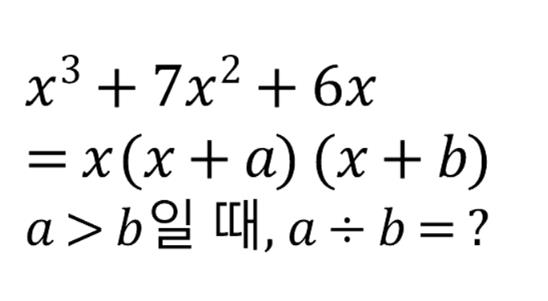 x³ + 7x² + 6x
= x(x + a) (x + b)
a > b일 때, a ÷ b = ?